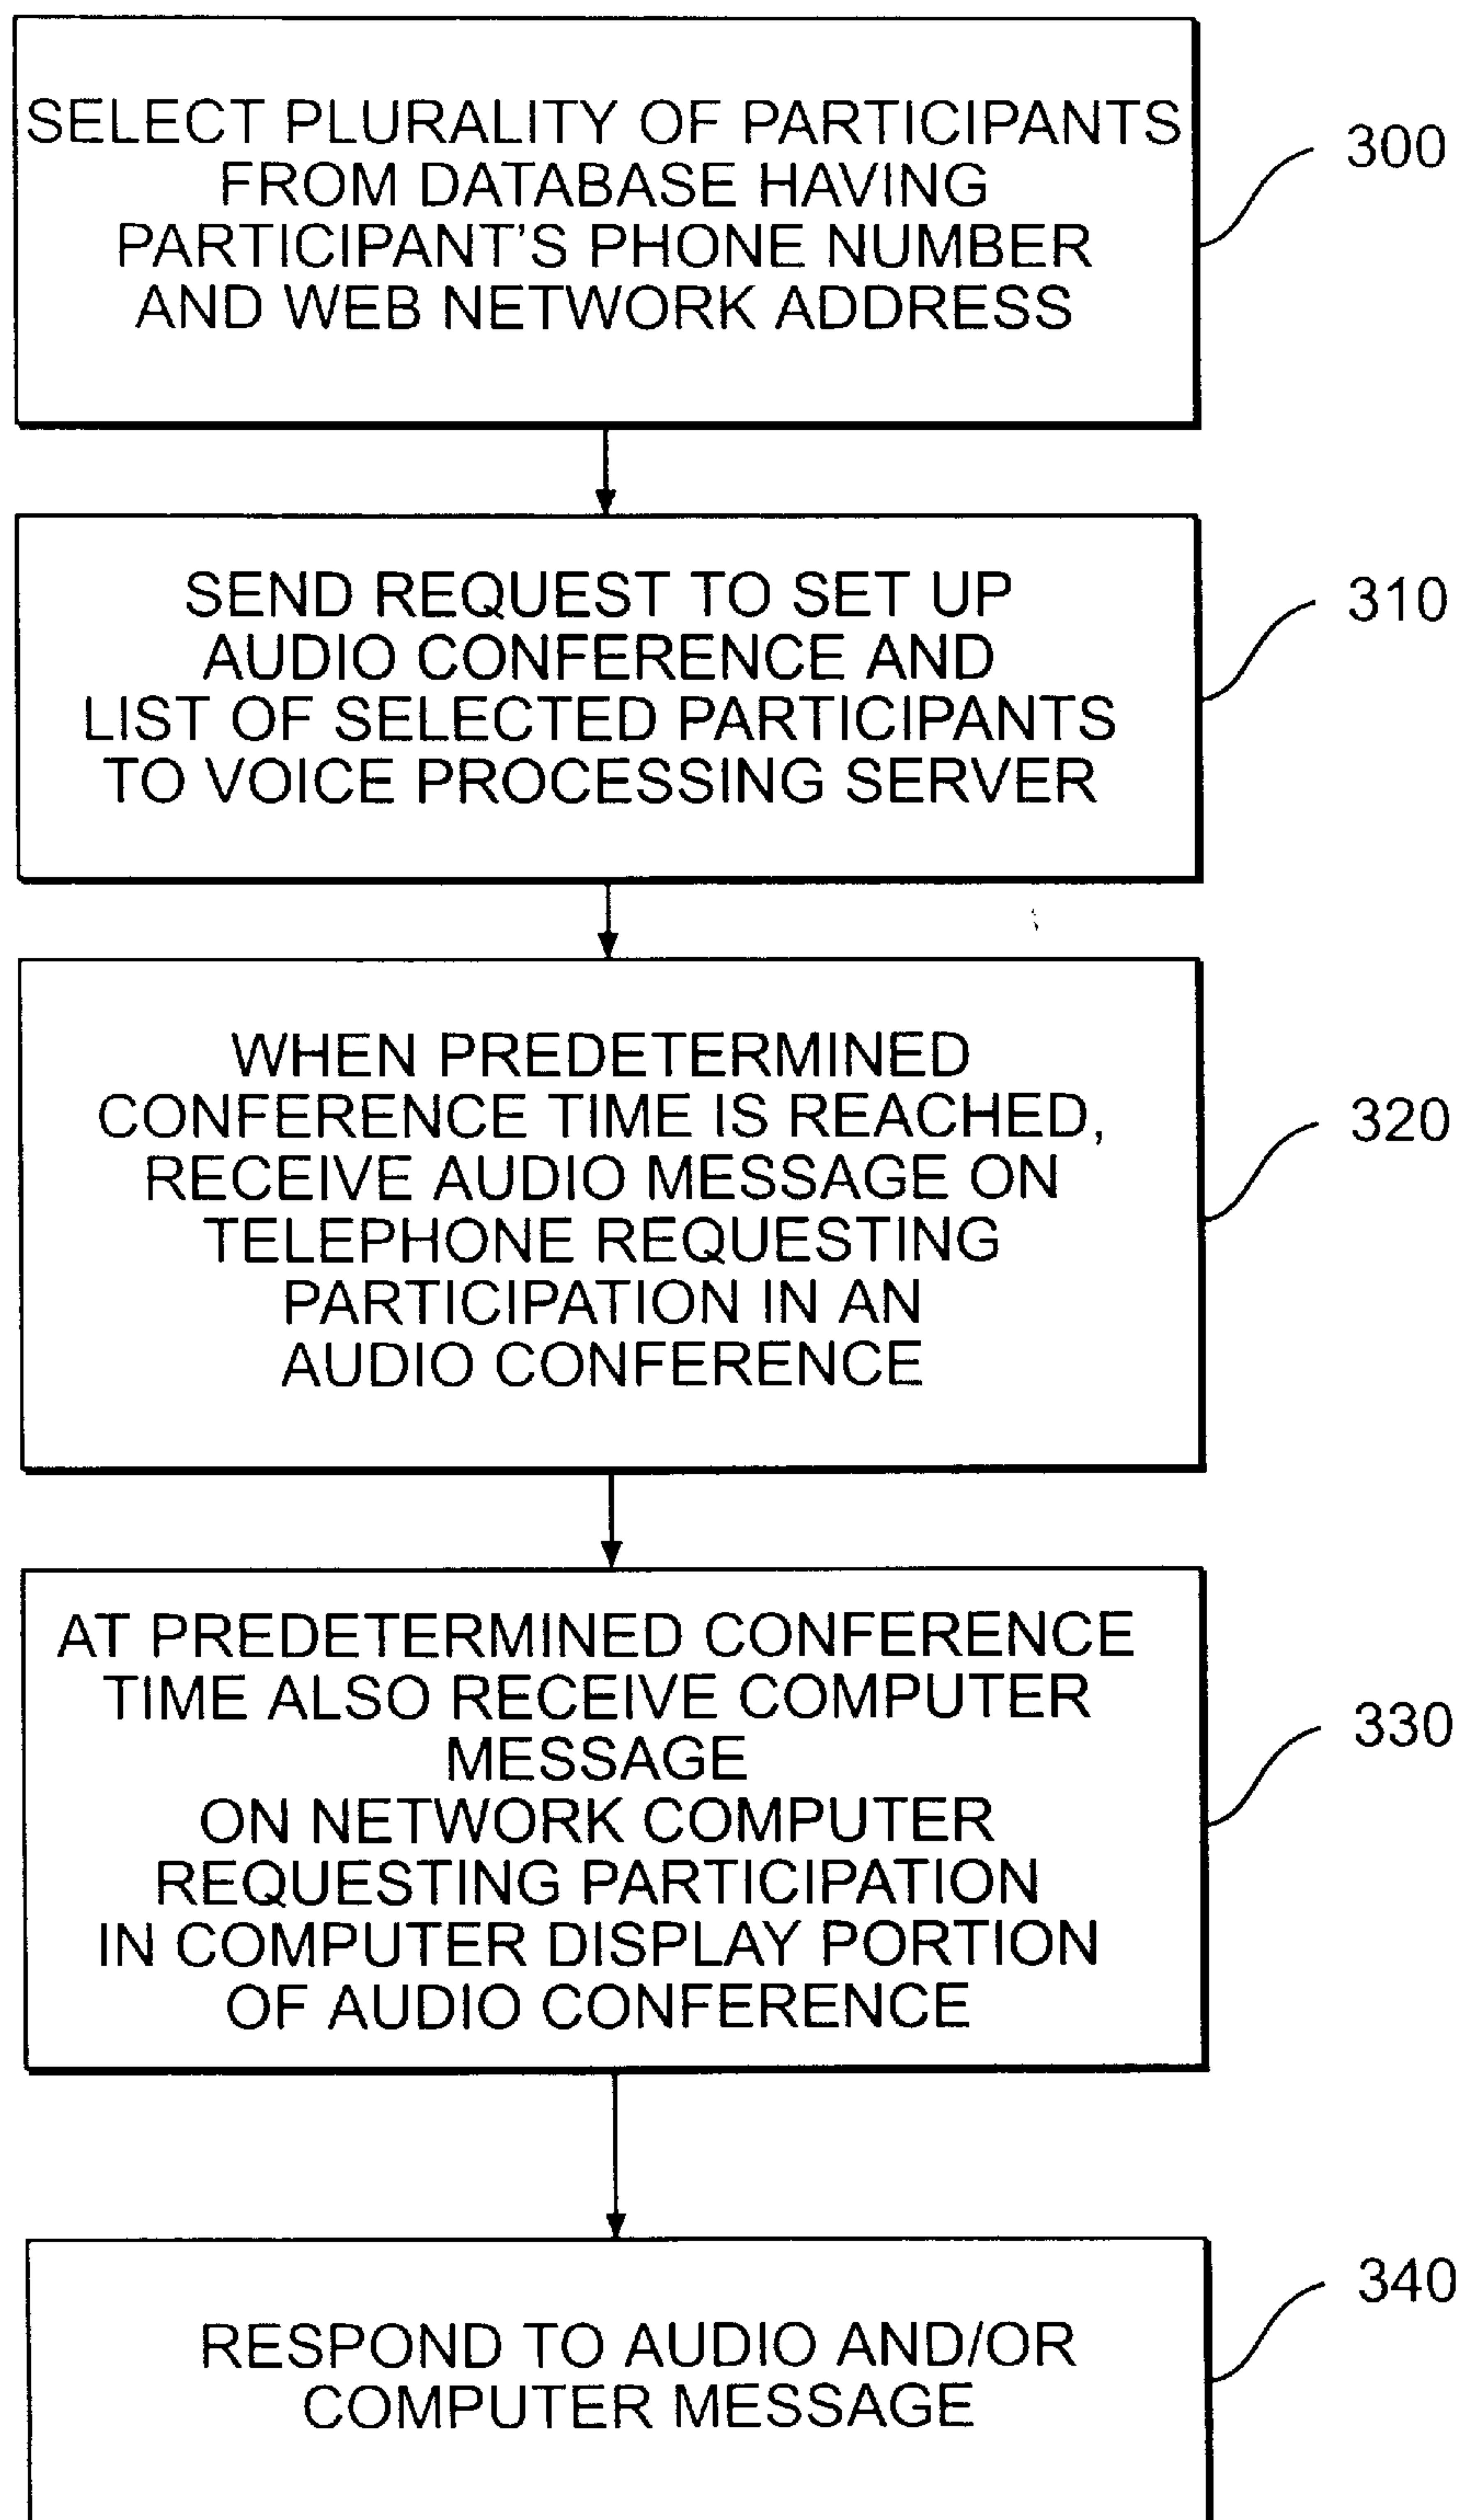 SELECT PLURALITY OF PARTICIPANTS
FROM DATABASE HAVING
PARTICIPANT'S PHONE NUMBER
AND WEB NETWORK ADDRESS
300
SEND REQUEST TO SET UP
AUDIO CONFERENCE AND
LIST OF SELECTED PARTICIPANTS
TO VOICE PROCESSING SERVER
310
WHEN PREDETERMINED
CONFERENCE TIME IS REACHED,
RECEIVE AUDIO MESSAGE ON
TELEPHONE REQUESTING
PARTICIPATION IN AN
AUDIO CONFERENCE
320
AT PREDETERMINED CONFERENCE
TIME ALSO RECEIVE COMPUTER
MESSAGE
ON NETWORK COMPUTER
REQUESTING PARTICIPATION
IN COMPUTER DISPLAY PORTION
OF AUDIO CONFERENCE
330
RESPOND TO AUDIO AND/OR
COMPUTER MESSAGE
340